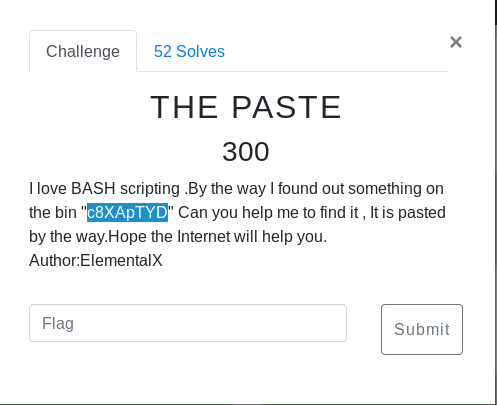 Challenge
52 Solves
×
THE PASTE
300
I love BASH scripting .By the way I found out something on
the bin "c8XApTYD" Can you help me to find it , It is pasted
by the way.Hope the Internet will help you.
Author:ElementalX
Flag
Submit